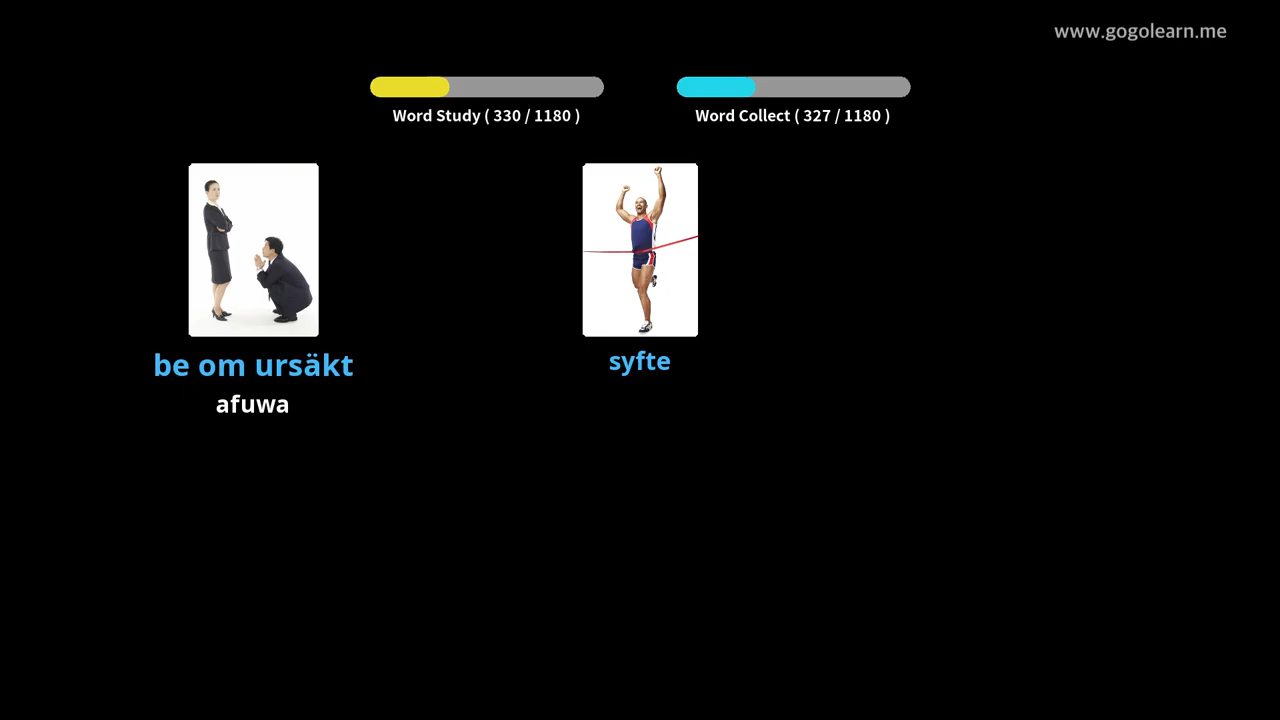 www.gogolearn.me
Word Study ( 330 / 1180 )
Word Collect ( 327 / 1180 )
be om ursäkt
afuwa
syfte